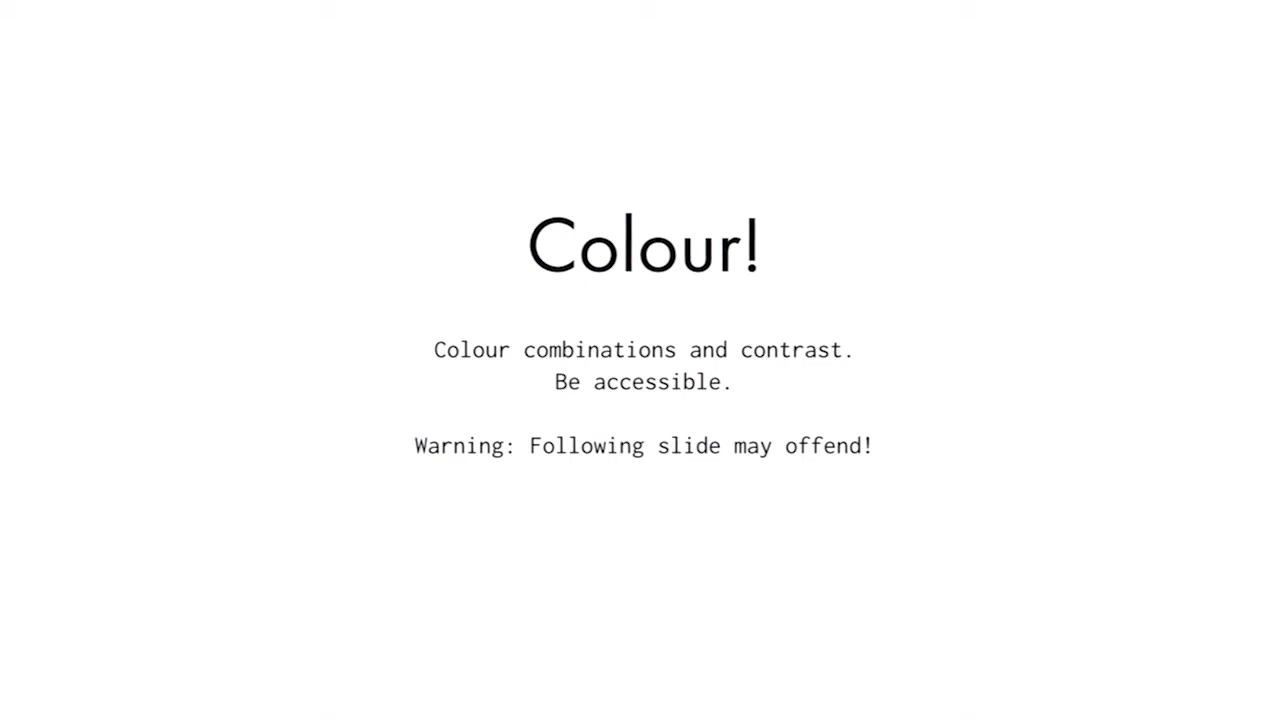 Colour!
Colour combinations and contrast.
Be accessible.
Warning: Following slide may offend!